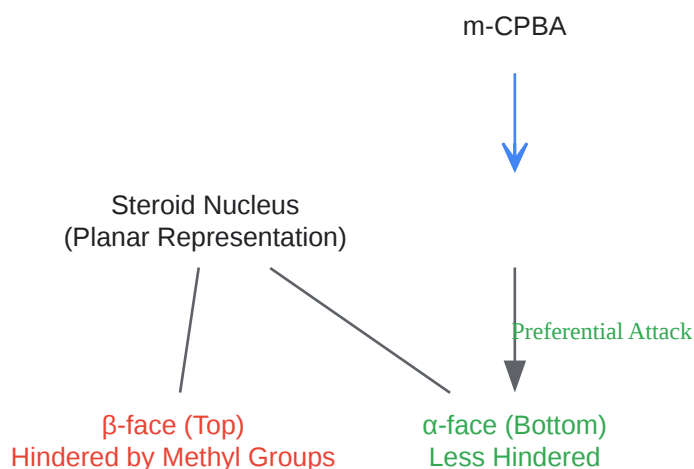 m-CPBA
Steroid Nucleus
(Planar Representation)
Preferential Attack
β-face (Top)
Hindered by Methyl Groups
α-face (Bottom)
Less Hindered